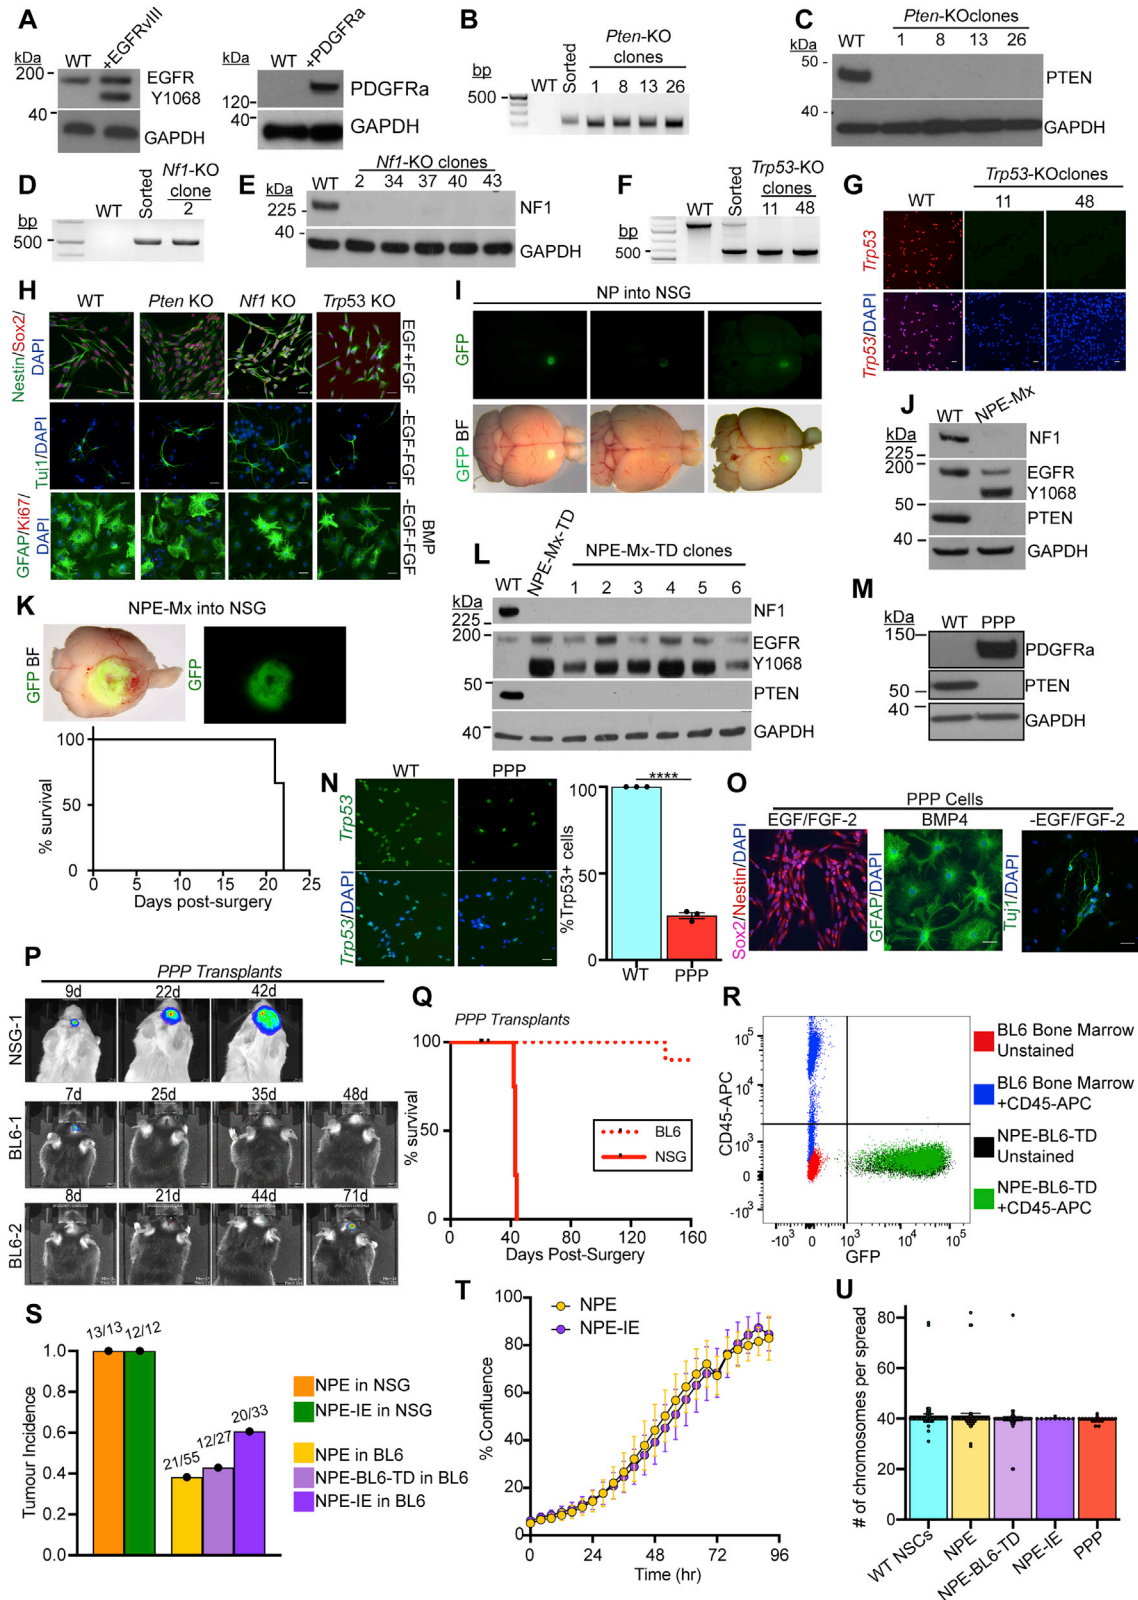 A
kDa
WT
+EGFRvIII
200
EGFR
Y1068
40
GAPDH
kDa
WT
+PDGFRa
PDGFRa
120
40
GAPDH
B
Pten-KO
clones
bp
WT
Sorted
1 8 13 26
500
C
Pten-KOclones
kDa
WT 1 8 13 26
50
PTEN
40
GAPDH
D
Nf1-KO
clone
bp
WT
Sorted
2
500
E
Nf1-KO clones
kDa
WT
2 34 37 40 43
225
NF1
GAPDH
F
Trp53-KO
clones
bp
WT
Sorted
11 48
500
G
Trp53-KOclones
WT 11 48
Trp53
Trp53/DAPI
H
WT Pten KO Nf1 KO Trp53 KO
Nestin/Sox2/
DAPI
EGF+FGF
Tuj1/DAPI
-EGF-FGF
GFAP/Ki67/
DAPI
-EGF-FGF
BMP
I
NP into NSG
GFP
GFP BF
J
kDa
WT
NPE-Mx
225
NF1
200
EGFR
Y1068
50
PTEN
40
GAPDH
K
NPE-Mx into NSG
GFP BF
GFP
100
50
0
% survival
0 5 10 15 20 25
Days post-surgery
L
NPE-Mx-TD clones
kDa
WT
NPE-Mx-TD
1 2 3 4 5 6
225
NF1
200
EGFR
Y1068
50
PTEN
40
GAPDH
M
kDa
WT PPP
150
PDGFRa
50
PTEN
40
GAPDH
N
WT PPP
Trp53
Trp53/DAPI
****
100
50
0
%Trp53+ cells
WT PPP
O
PPP Cells
EGF/FGF-2 BMP4 -EGF/FGF-2
Sox2/Nestin/DAPI
GFAP/DAPI
Tuj1/DAPI
P
PPP Transplants
9d 22d 42d
NSG-1
7d 25d 35d 48d
BL6-1
8d 21d 44d 71d
BL6-2
Q
PPP Transplants
100
50
0
% survival
BL6
NSG
0 40 80 120 160
Days Post-Surgery
R
CD45-APC
10^5
10^4
10^3
0
-10^3
-10^3 0 10^3 10^4 10^5
GFP
BL6 Bone Marrow
Unstained
BL6 Bone Marrow
+CD45-APC
NPE-BL6-TD
Unstained
NPE-BL6-TD
+CD45-APC
S
Tumour Incidence
1.0
0.8
0.6
0.4
0.2
0.0
13/13
12/12
21/55
12/27
20/33
NPE in NSG
NPE-IE in NSG
NPE in BL6
NPE-BL6-TD in BL6
NPE-IE in BL6
T
NPE
NPE-IE
100
80
60
40
20
0
% Confluence
0 24 48 72 96
Time (hr)
U
# of chromosomes per spread
80
60
40
20
0
WT NSCs
NPE
NPE-BL6-TD
NPE-IE
PPP